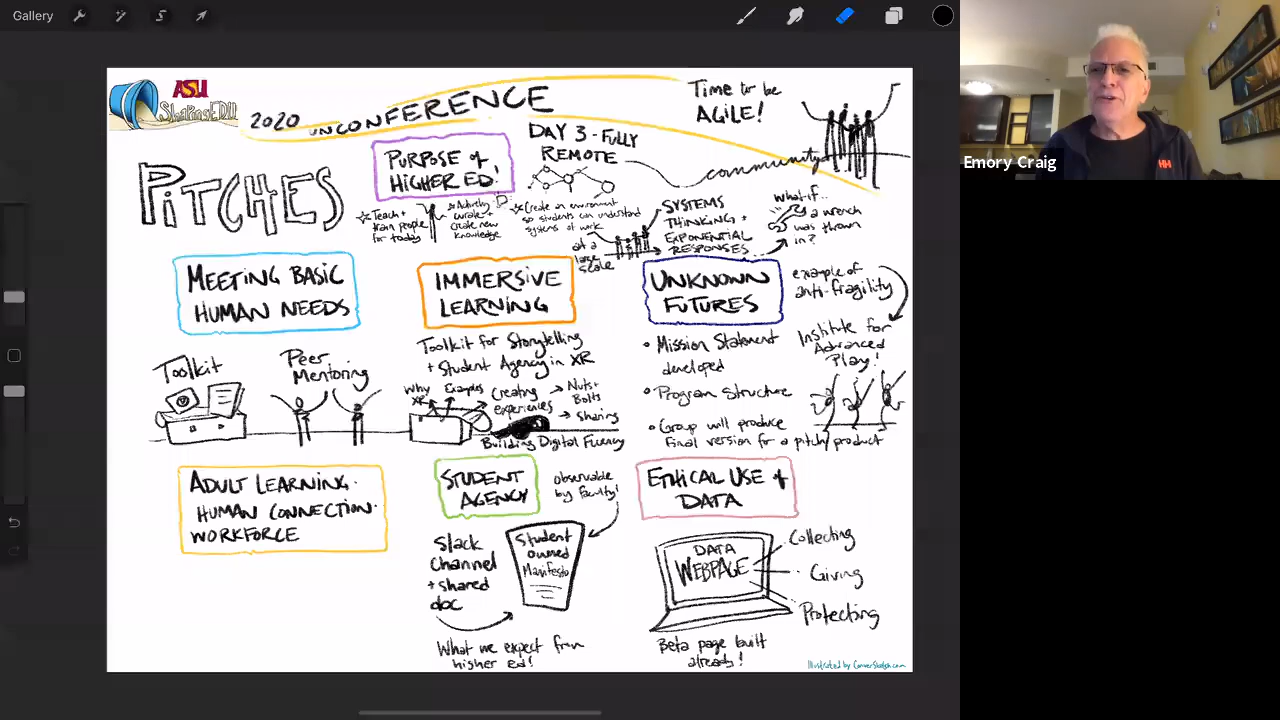 Gallery
ASU
SharingEDU
2020 UNCONFERENCE
PITCHES
Time to be
AGILE!
DAY 3 - FULLY
REMOTE
community
PURPOSE of
HIGHER ED!
Teach +
train people
for today
Actively
curate +
create new
knowledge
Create an environment
so students can understand
systems at work
at a
large
scale
SYSTEMS
THINKING +
EXPONENTIAL
RESPONSES
what if...
a wrench
was thrown
in?
MEETING BASIC
HUMAN NEEDS
Toolkit
Peer
Mentoring
IMMERSIVE
LEARNING
Toolkit for Storytelling
+ Student Agency in XR
Why
XR
Examples
Creating
experiences
Nuts +
Bolts
Sharing
Building Digital Fluency
UNKNOWN
FUTURES
• Mission Statement
developed
• Program Structure
• Group will produce
final version for a pitch/product
example of
anti-fragility
Institute for
Advanced
Play!
ADULT LEARNING ·
HUMAN CONNECTION ·
WORKFORCE
STUDENT
AGENCY
observable
by faculty!
Slack
Channel
+ shared
doc
Student
Owned
Manifesto
What we expect from
higher ed!
ETHICAL USE of
DATA
DATA
WEBPAGE
Collecting
Giving
Protecting
Beta page built
already!
Illustrated by ConverSketch.com
Emory Craig
HH